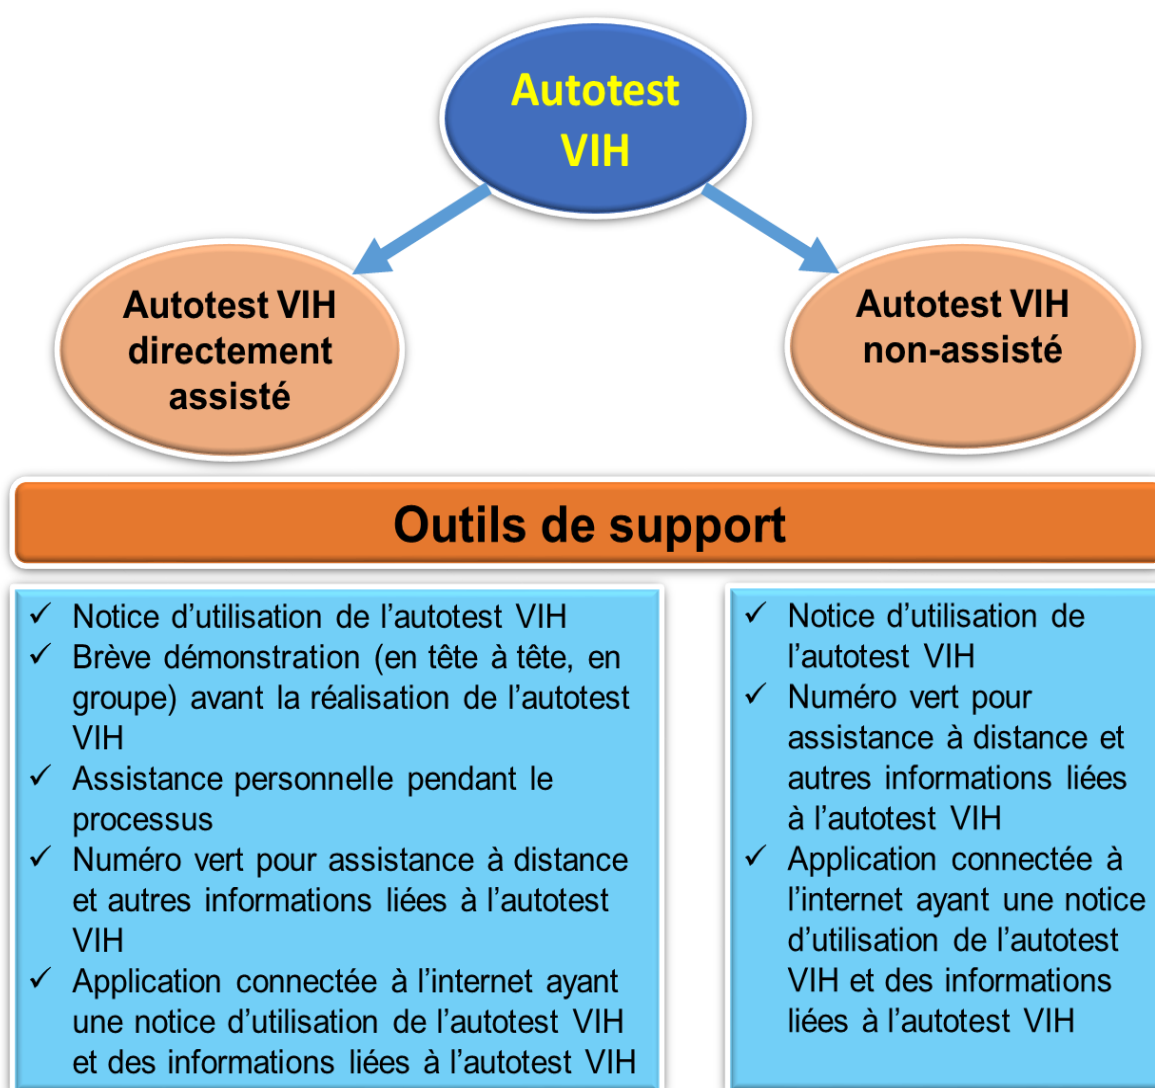 Autotest
VIH
Autotest VIH
directement
assisté
Autotest VIH
non-assisté
Outils de support
✓ Notice d’utilisation de l’autotest VIH
✓ Brève démonstration (en tête à tête, en
groupe) avant la réalisation de l’autotest
VIH
✓ Assistance personnelle pendant le
processus
✓ Numéro vert pour assistance à distance
et autres informations liées à l’autotest
VIH
✓ Application connectée à l’internet ayant
une notice d’utilisation de l’autotest VIH
et des informations liées à l’autotest VIH
✓ Notice d’utilisation de
l’autotest VIH
✓ Numéro vert pour
assistance à distance et
autres informations liées
à l’autotest VIH
✓ Application connectée à
l’internet ayant une notice
d’utilisation de l’autotest
VIH et des informations
liées à l’autotest VIH